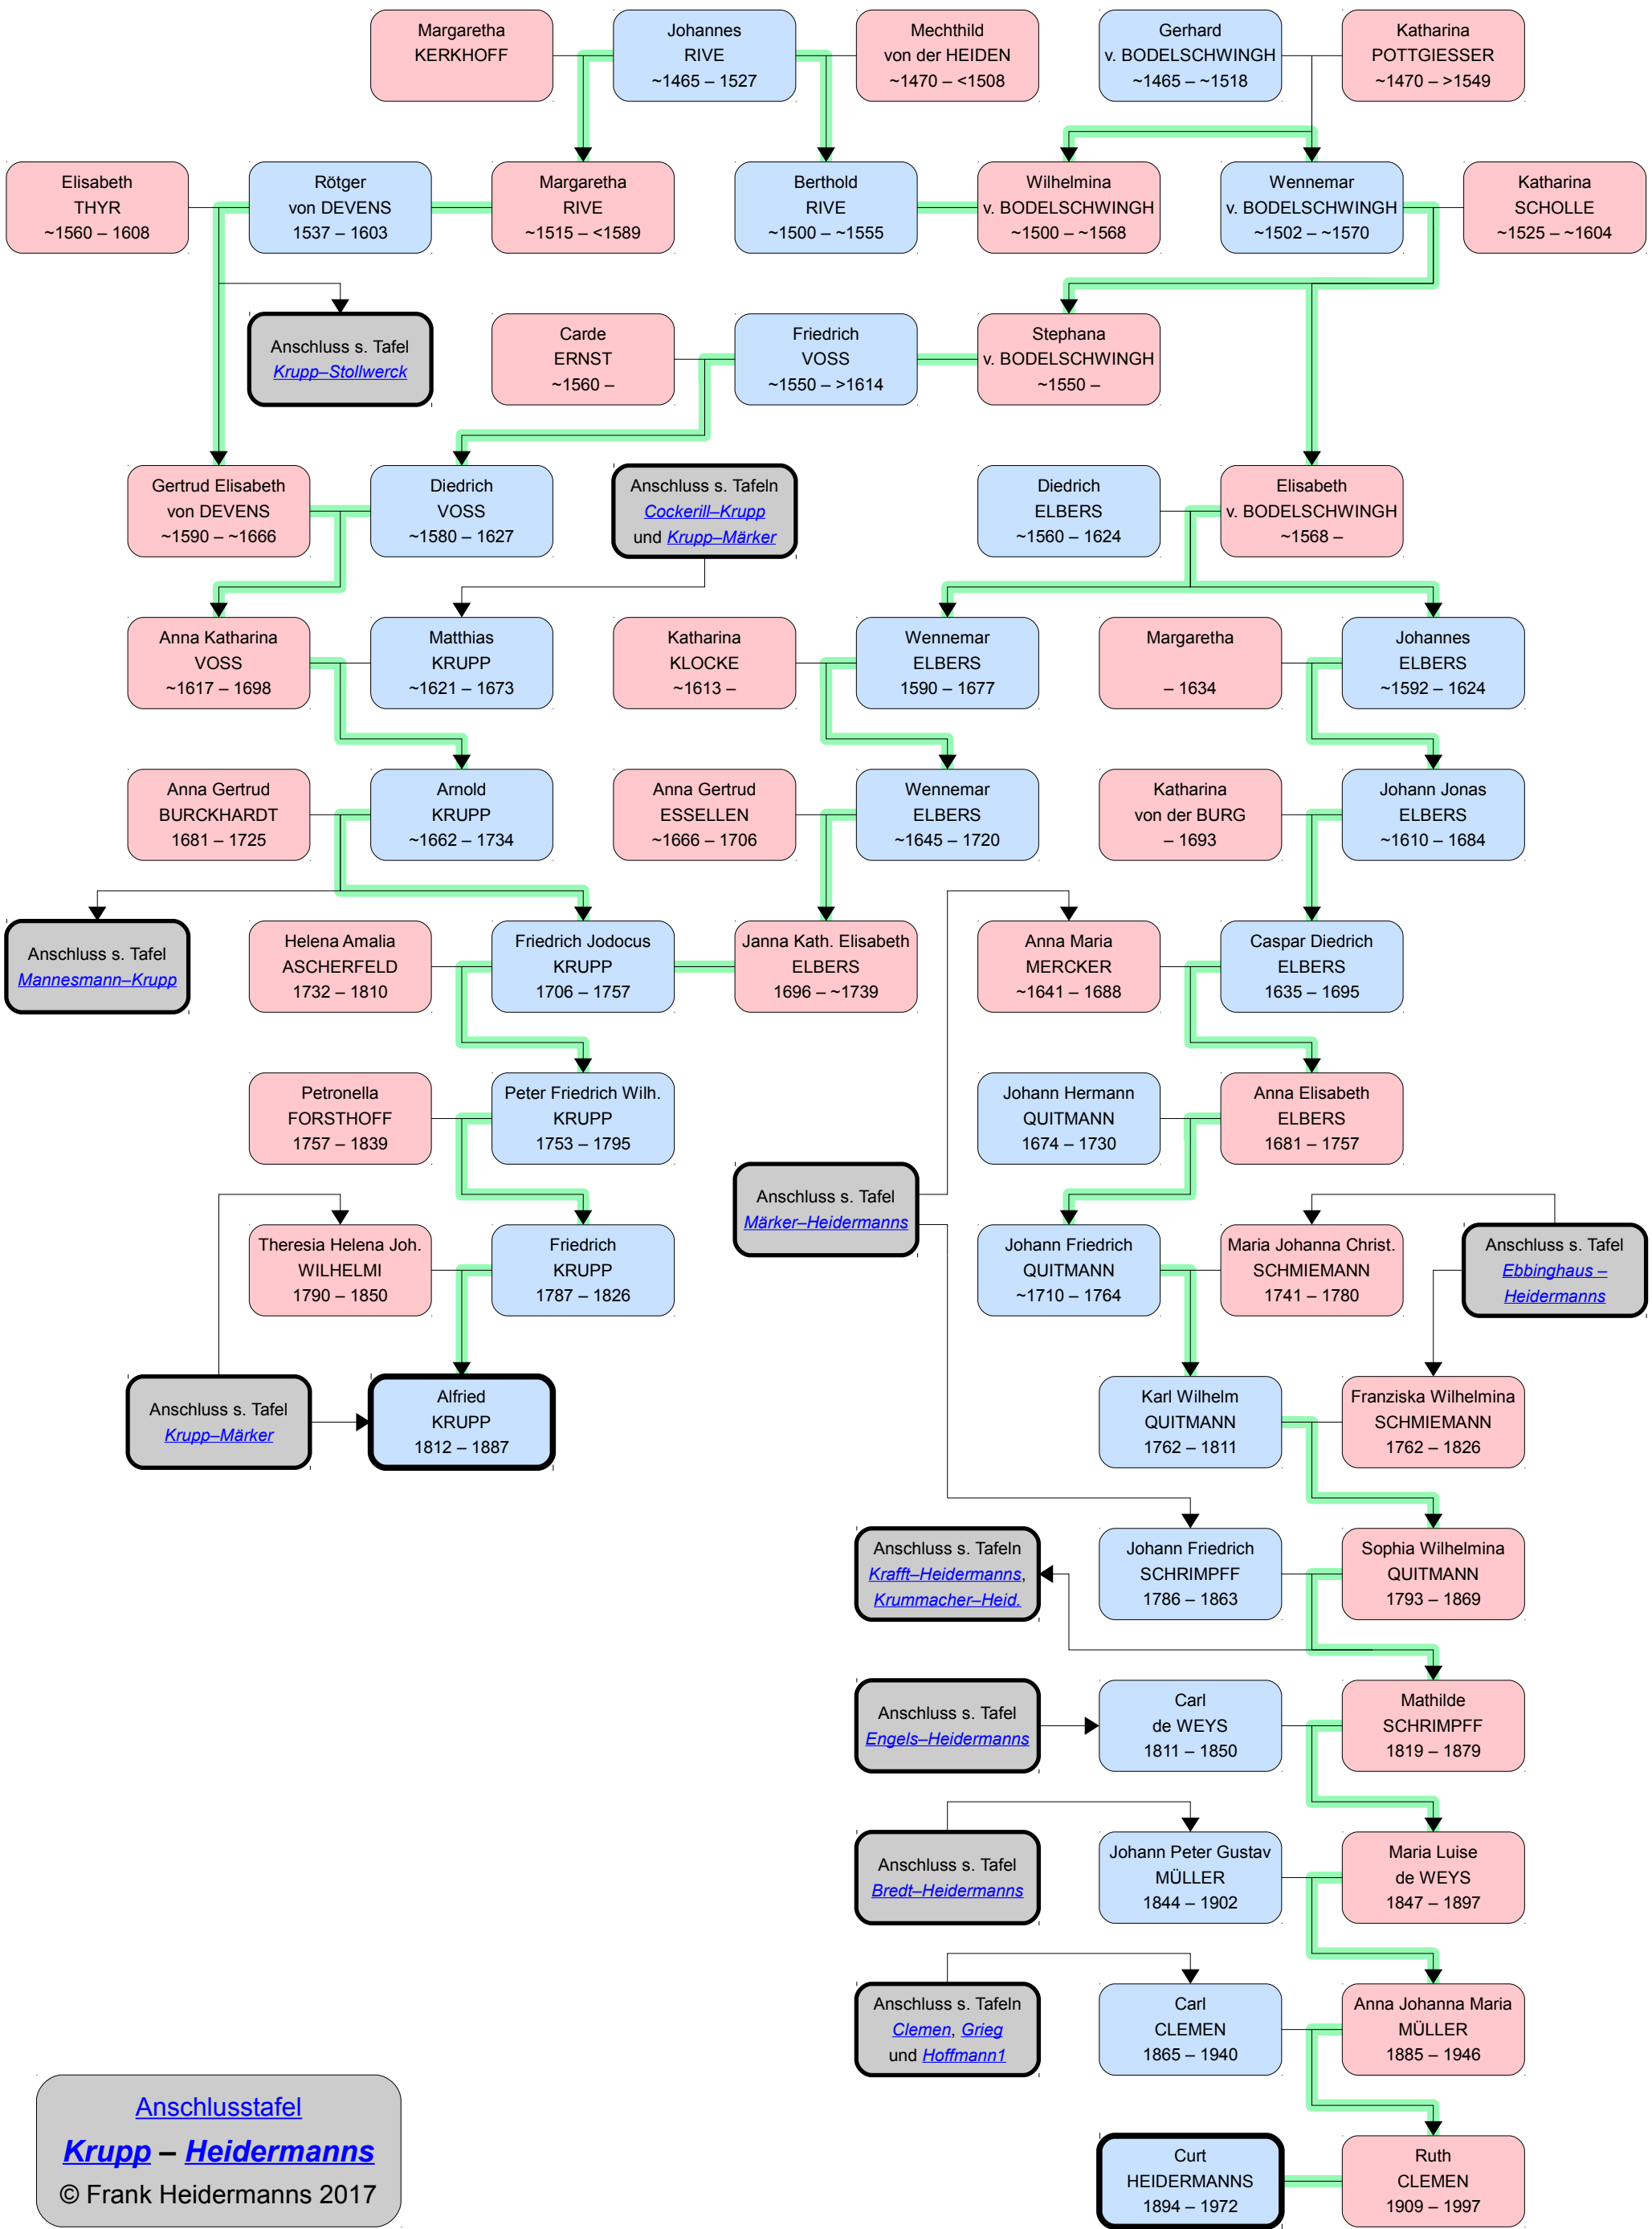 Margaretha
KERKHOFF
Johannes
RIVE
~1465 – 1527
Mechthild
von der HEIDEN
~1470 – <1508
Gerhard
v. BODELSCHWINGH
~1465 – ~1518
Katharina
POTTGIESSER
~1470 – >1549
Elisabeth
THYR
~1560 – 1608
Rötger
von DEVENS
1537 – 1603
Margaretha
RIVE
~1515 – <1589
Berthold
RIVE
~1500 – ~1555
Wilhelmina
v. BODELSCHWINGH
~1500 – ~1568
Wennemar
v. BODELSCHWINGH
~1502 – ~1570
Katharina
SCHOLLE
~1525 – ~1604
Anschluss s. Tafel
Krupp–Stollwerck
Carde
ERNST
~1560 –
Friedrich
VOSS
~1550 – >1614
Stephana
v. BODELSCHWINGH
~1550 –
Gertrud Elisabeth
von DEVENS
~1590 – ~1666
Diedrich
VOSS
~1580 – 1627
Anschluss s. Tafeln
Cockerill–Krupp
und Krupp–Märker
Diedrich
ELBERS
~1560 – 1624
Elisabeth
v. BODELSCHWINGH
~1568 –
Anna Katharina
VOSS
~1617 – 1698
Matthias
KRUPP
~1621 – 1673
Katharina
KLOCKE
~1613 –
Wennemar
ELBERS
1590 – 1677
Margaretha
– 1634
Johannes
ELBERS
~1592 – 1624
Anna Gertrud
BURCKHARDT
1681 – 1725
Arnold
KRUPP
~1662 – 1734
Anna Gertrud
ESSELLEN
~1666 – 1706
Wennemar
ELBERS
~1645 – 1720
Katharina
von der BURG
– 1693
Johann Jonas
ELBERS
~1610 – 1684
Anschluss s. Tafel
Mannesmann–Krupp
Helena Amalia
ASCHERFELD
1732 – 1810
Friedrich Jodocus
KRUPP
1706 – 1757
Janna Kath. Elisabeth
ELBERS
1696 – ~1739
Anna Maria
MERCKER
~1641 – 1688
Caspar Diedrich
ELBERS
1635 – 1695
Petronella
FORSTHOFF
1757 – 1839
Peter Friedrich Wilh.
KRUPP
1753 – 1795
Johann Hermann
QUITMANN
1674 – 1730
Anna Elisabeth
ELBERS
1681 – 1757
Anschluss s. Tafel
Märker–Heidermanns
Theresia Helena Joh.
WILHELMI
1790 – 1850
Friedrich
KRUPP
1787 – 1826
Johann Friedrich
QUITMANN
~1710 – 1764
Maria Johanna Christ.
SCHMIEMANN
1741 – 1780
Anschluss s. Tafel
Ebbinghaus –
Heidermanns
Anschluss s. Tafel
Krupp–Märker
Alfried
KRUPP
1812 – 1887
Karl Wilhelm
QUITMANN
1762 – 1811
Franziska Wilhelmina
SCHMIEMANN
1762 – 1826
Anschluss s. Tafeln
Krafft–Heidermanns,
Krummacher–Heid.
Johann Friedrich
SCHRIMPFF
1786 – 1863
Sophia Wilhelmina
QUITMANN
1793 – 1869
Anschluss s. Tafel
Engels–Heidermanns
Carl
de WEYS
1811 – 1850
Mathilde
SCHRIMPFF
1819 – 1879
Anschluss s. Tafel
Bredt–Heidermanns
Johann Peter Gustav
MÜLLER
1844 – 1902
Maria Luise
de WEYS
1847 – 1897
Anschluss s. Tafeln
Clemen, Grieg
und Hoffmann1
Carl
CLEMEN
1865 – 1940
Anna Johanna Maria
MÜLLER
1885 – 1946
Anschlusstafel
Krupp – Heidermanns
© Frank Heidermanns 2017
Curt
HEIDERMANNS
1894 – 1972
Ruth
CLEMEN
1909 – 1997